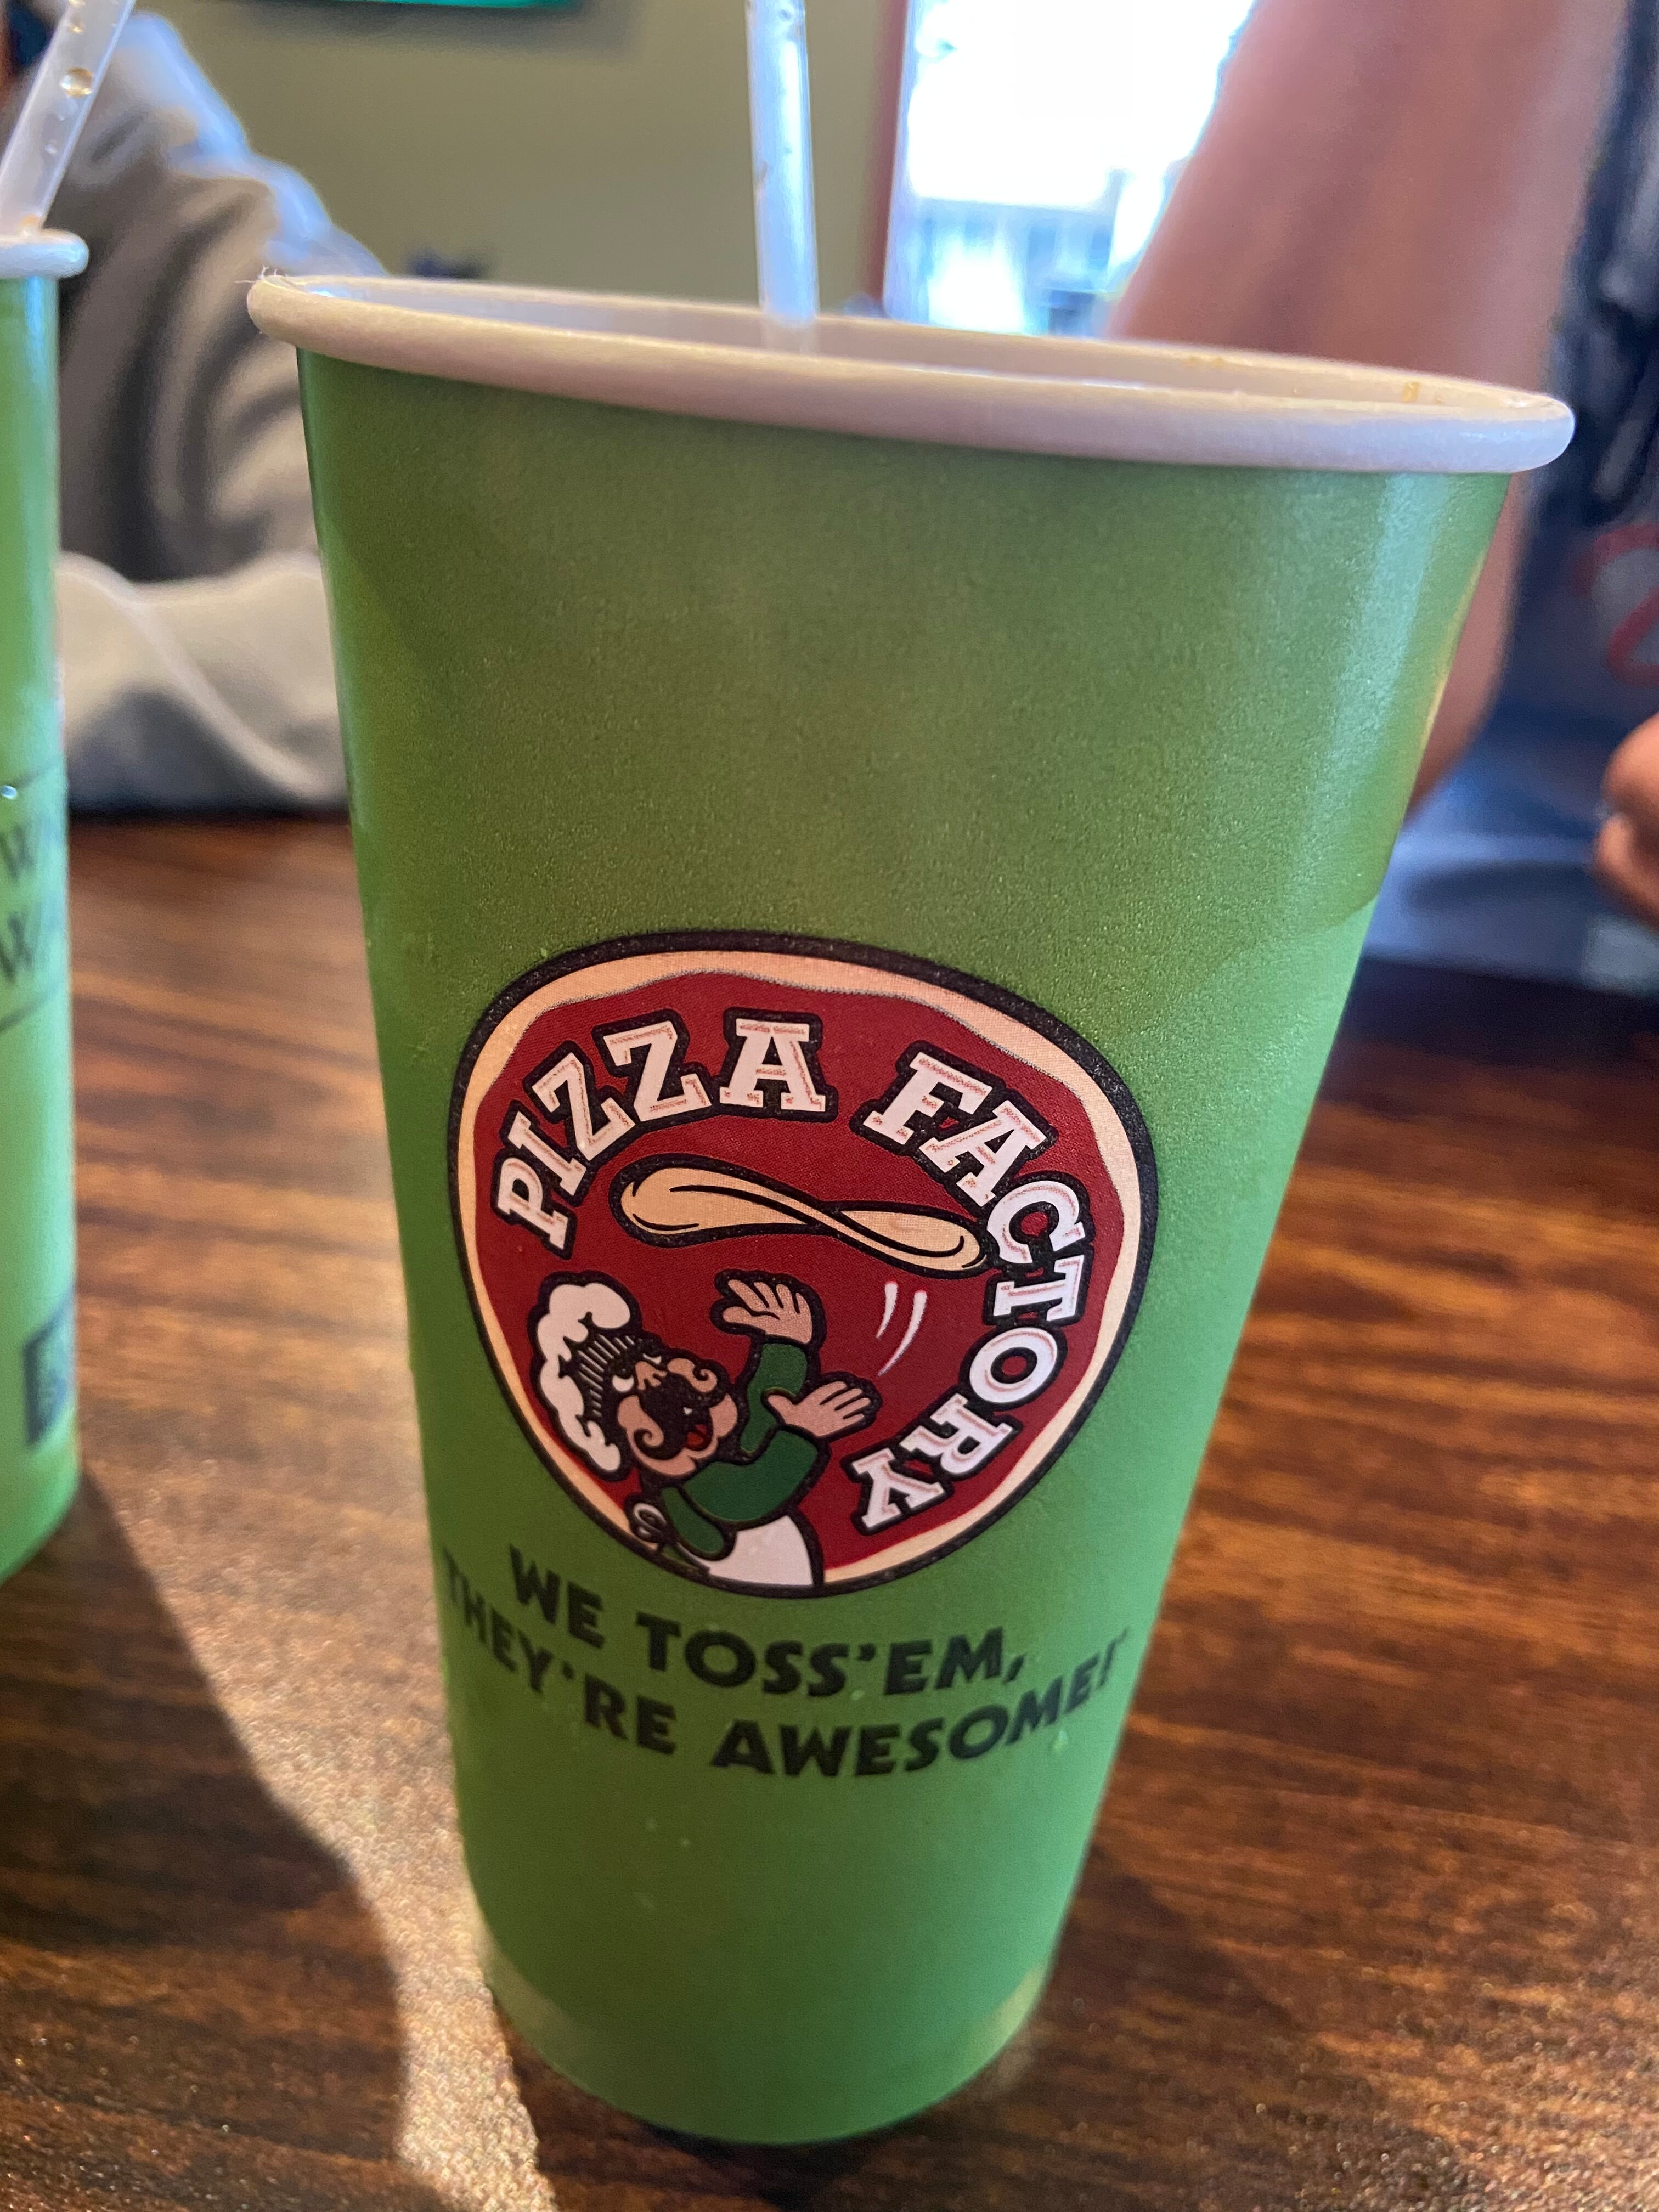 PIZZA FACTORY
WE TOSS'EM,
THEY'RE AWESOME!
W
W